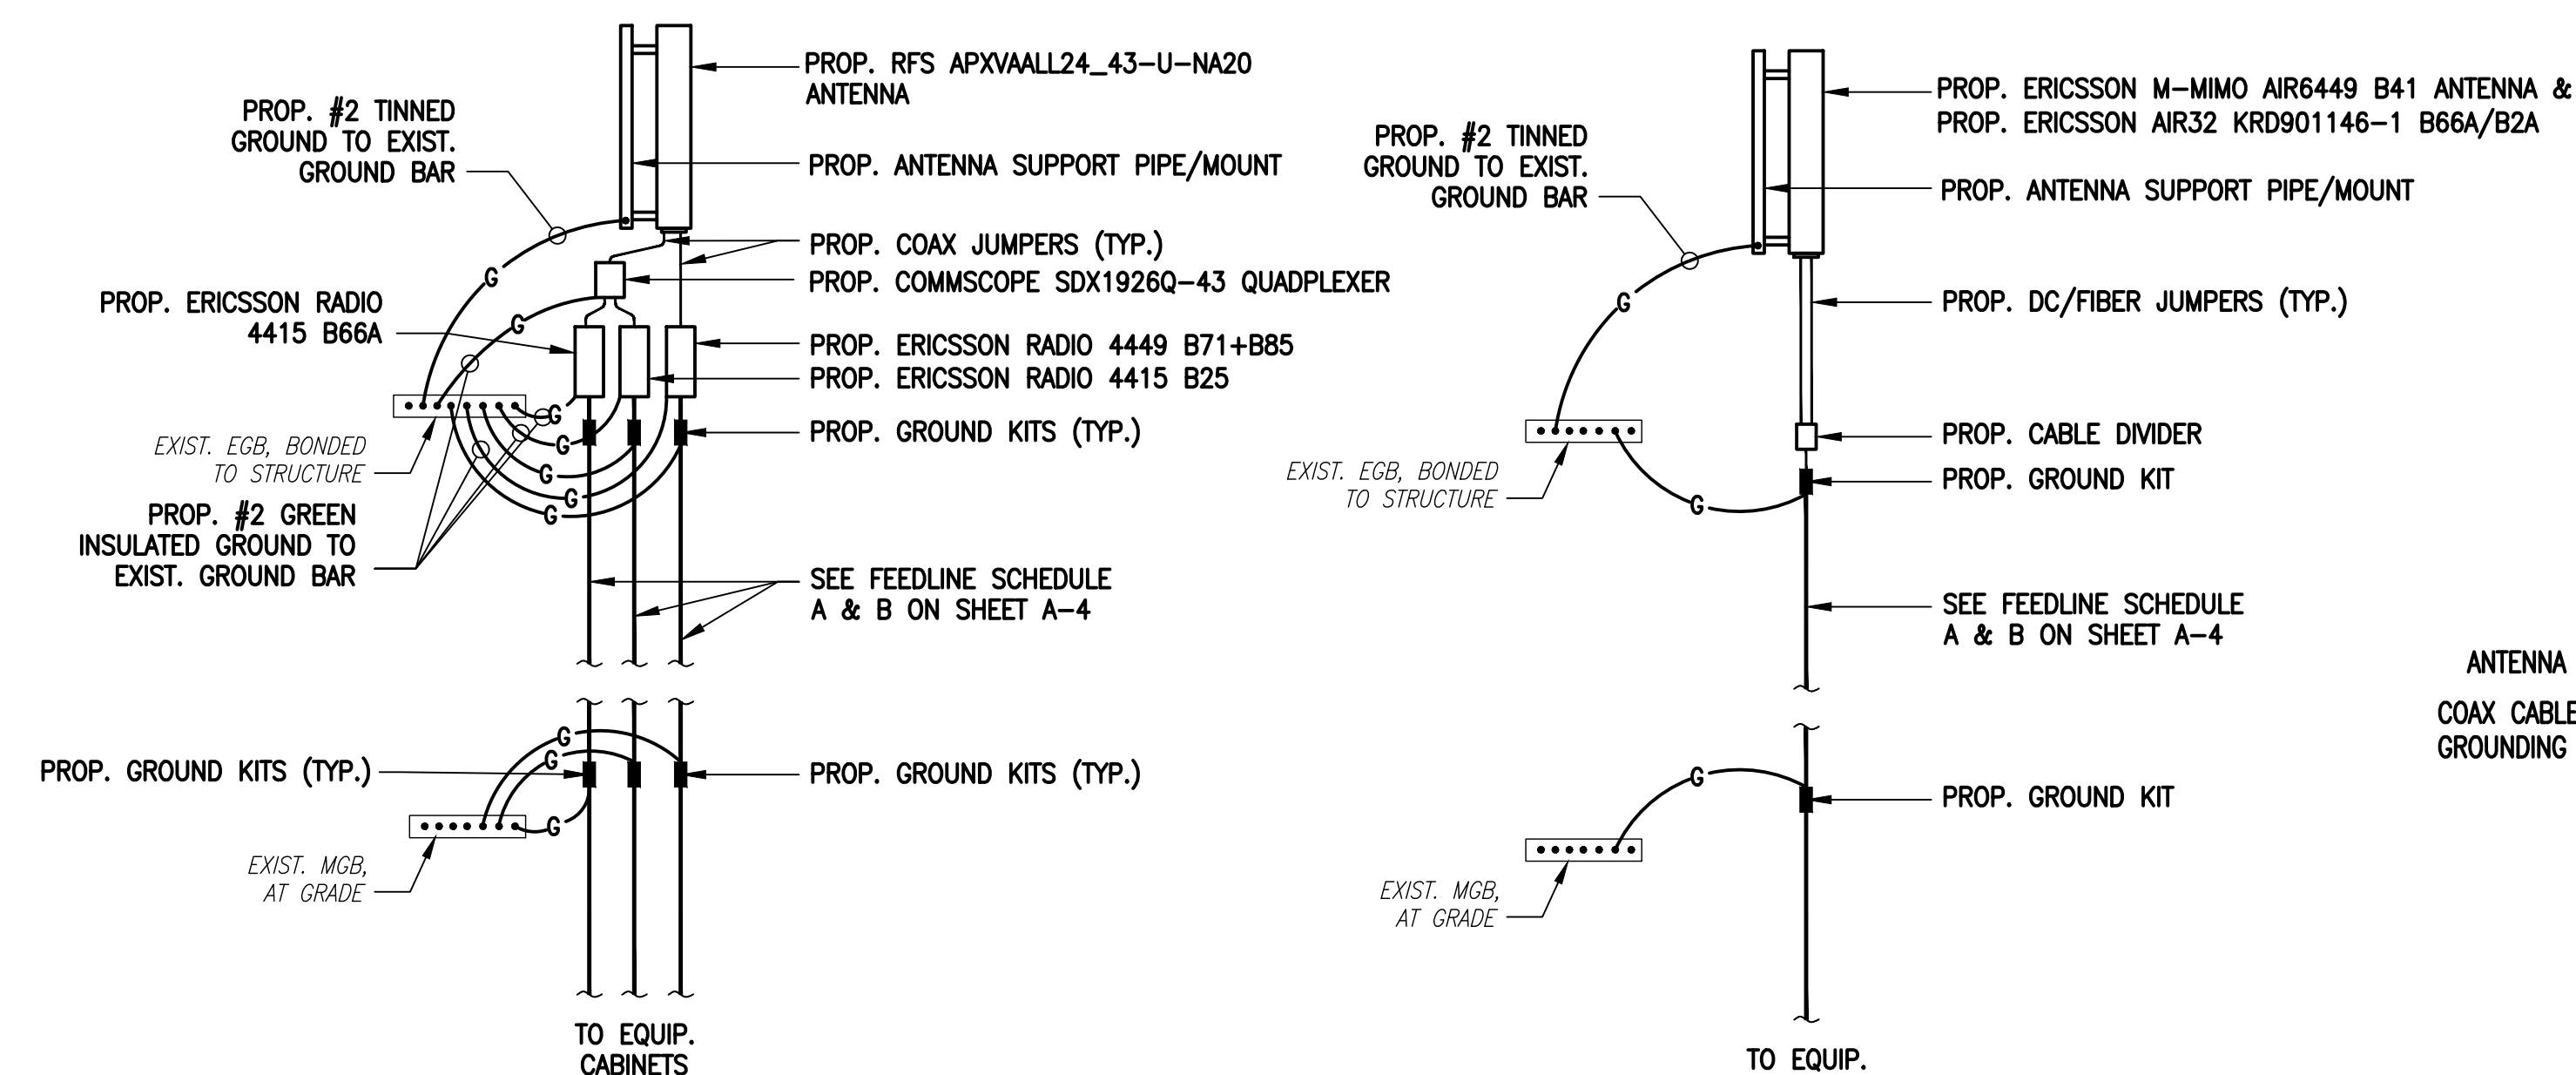 PROP. RFS APXVAALL24_43-U-NA20
ANTENNA
PROP. #2 TINNED
GROUND TO EXIST.
GROUND BAR
PROP. ANTENNA SUPPORT PIPE/MOUNT
PROP. COAX JUMPERS (TYP.)
PROP. COMMSCOPE SDX1926Q-43 QUADPLEXER
PROP. ERICSSON RADIO
4415 B66A
PROP. ERICSSON RADIO 4449 B71+B85
PROP. ERICSSON RADIO 4415 B25
G
G
G
G
G
G
G
PROP. GROUND KITS (TYP.)
EXIST. EGB, BONDED
TO STRUCTURE
PROP. #2 GREEN
INSULATED GROUND TO
EXIST. GROUND BAR
SEE FEEDLINE SCHEDULE
A & B ON SHEET A-4
G
G
G
PROP. GROUND KITS (TYP.)
PROP. GROUND KITS (TYP.)
EXIST. MGB,
AT GRADE
TO EQUIP.
CABINETS
PROP. ERICSSON M-MIMO AIR6449 B41 ANTENNA &
PROP. ERICSSON AIR32 KRD901146-1 B66A/B2A
PROP. #2 TINNED
GROUND TO EXIST.
GROUND BAR
PROP. ANTENNA SUPPORT PIPE/MOUNT
G
PROP. DC/FIBER JUMPERS (TYP.)
PROP. CABLE DIVIDER
EXIST. EGB, BONDED
TO STRUCTURE
PROP. GROUND KIT
G
SEE FEEDLINE SCHEDULE
A & B ON SHEET A-4
G
PROP. GROUND KIT
EXIST. MGB,
AT GRADE
TO EQUIP.
ANTENNA
COAX CABLE
GROUNDING